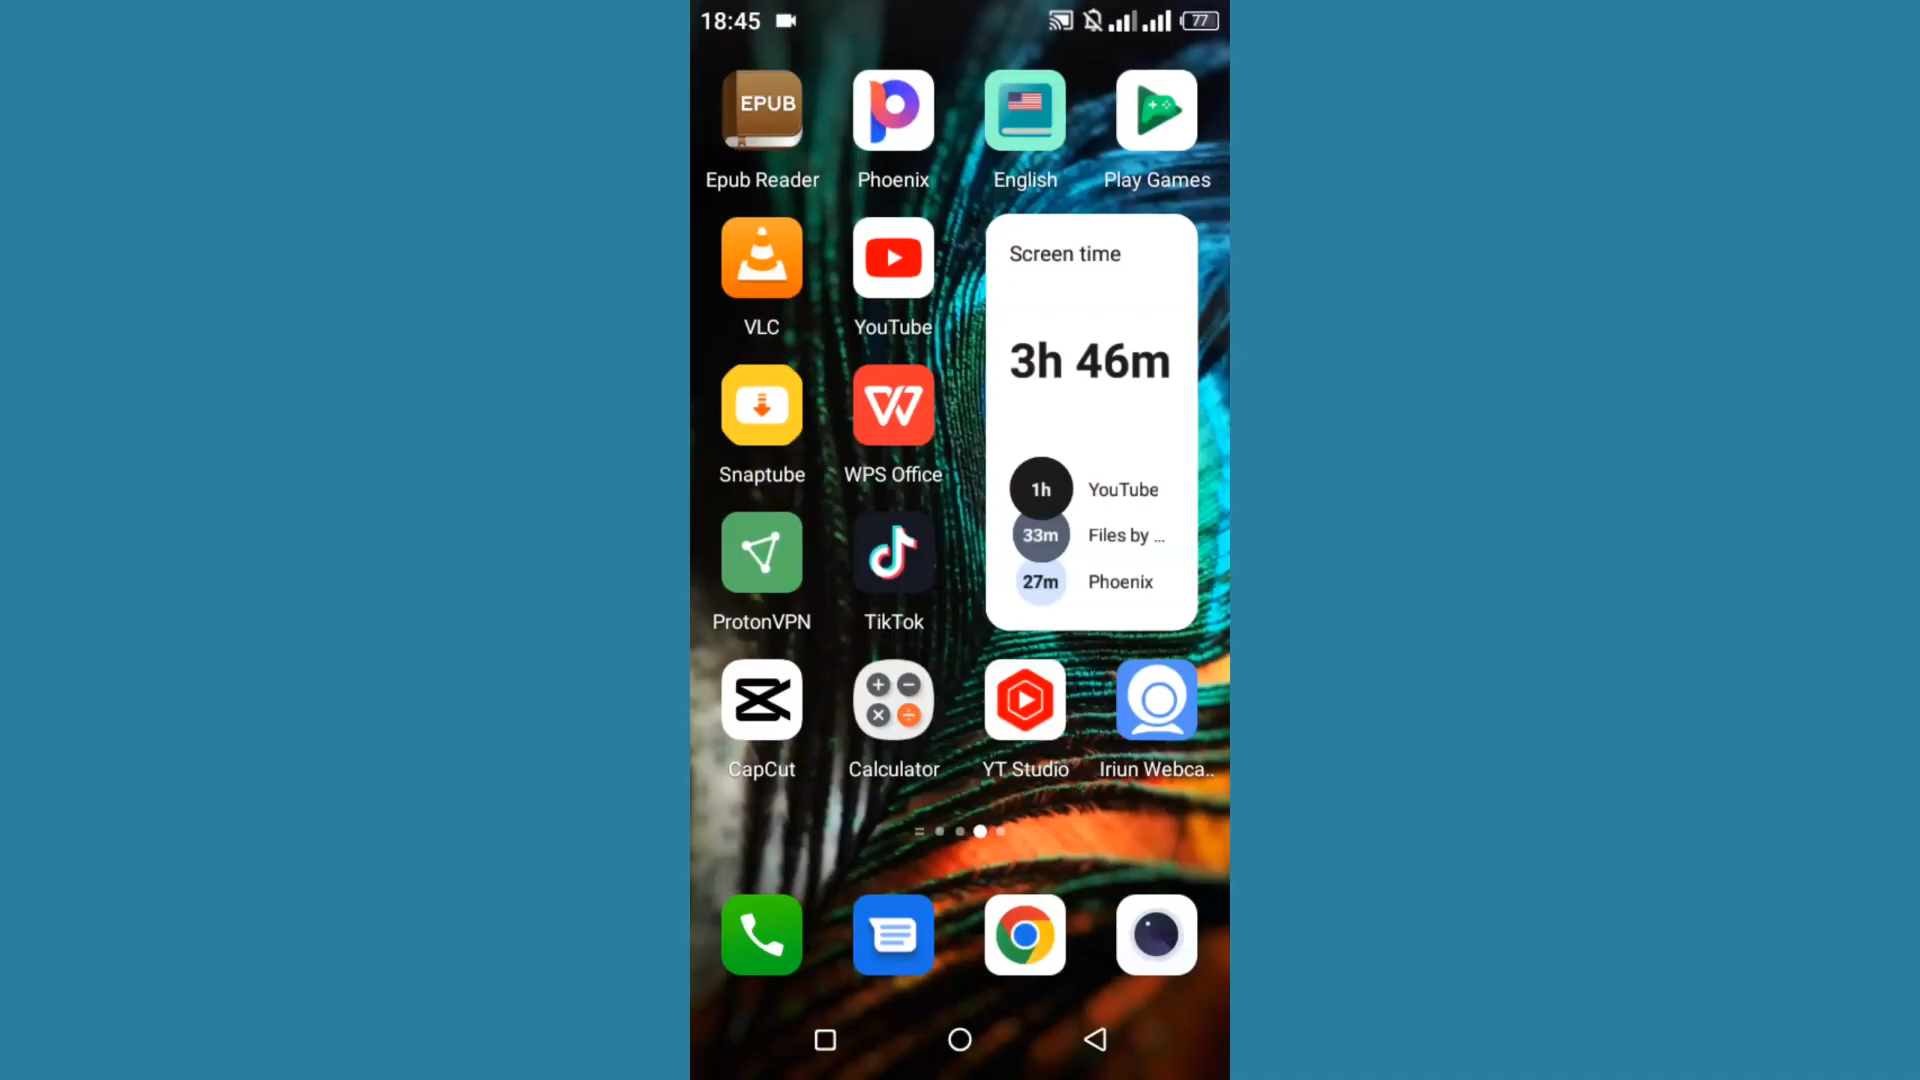 18:45
77
EPUB
Epub Reader
Phoenix
English
Play Games
VLC
YouTube
Screen time
3h 46m
1h YouTube
33m Files by ...
27m Phoenix
Snaptube
WPS Office
ProtonVPN
TikTok
CapCut
Calculator
YT Studio
Iriun Webca..